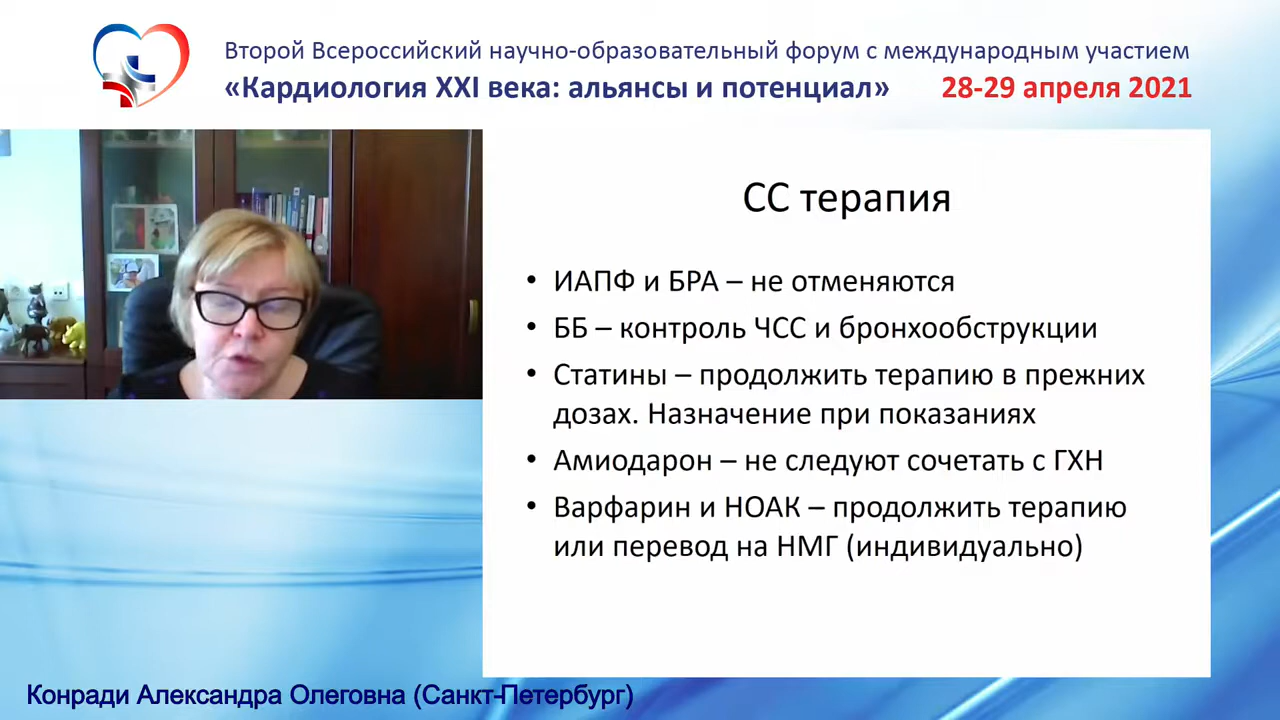 Второй Всероссийский научно-образовательный форум с международным участием
«Кардиология XXI века: альянсы и потенциал» 28-29 апреля 2021
СС терапия
• ИАПФ и БРА – не отменяются
• ББ – контроль ЧСС и бронхообструкции
• Статины – продолжить терапию в прежних
дозах. Назначение при показаниях
• Амиодарон – не следуют сочетать с ГХН
• Варфарин и НОАК – продолжить терапию
или перевод на НМГ (индивидуально)
Конради Александра Олеговна (Санкт-Петербург)